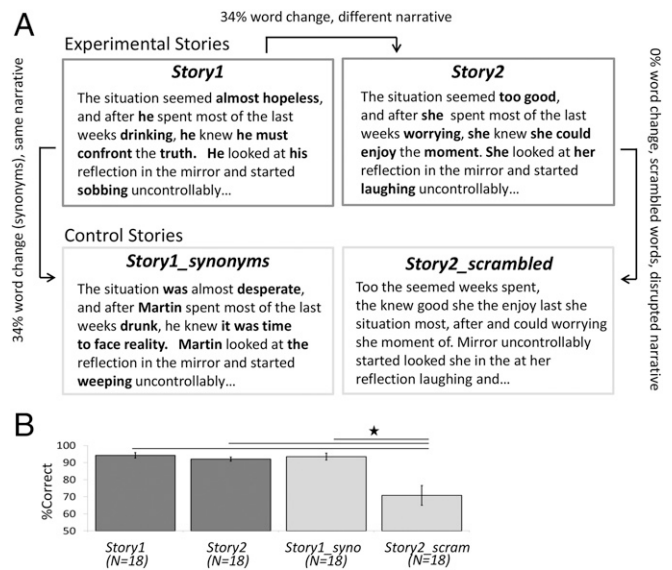 A
34% word change, different narrative
Experimental Stories
Story1
The situation seemed almost hopeless,
and after he spent most of the last
weeks drinking, he knew he must
confront the truth. He looked at his
reflection in the mirror and started
sobbing uncontrollably…
Story2
The situation seemed too good,
and after she spent most of the last
weeks worrying, she knew she could
enjoy the moment. She looked at her
reflection in the mirror and started
laughing uncontrollably…
34% word change (synonyms), same narrative
0% word change, scrambled words, disrupted narrative
Control Stories
Story1_synonyms
The situation was almost desperate,
and after Martin spent most of the last
weeks drunk, he knew it was time
to face reality. Martin looked at the
reflection in the mirror and started
weeping uncontrollably…
Story2_scrambled
Too the seemed weeks spent,
the knew good she the enjoy last she
situation most, after and could worrying
she moment of. Mirror uncontrollably
started looked she in the at her
reflection laughing and…
B
%Correct
100
90
80
70
60
50
★
Story1 Story2 Story1_syno Story2_scram
(N=18) (N=18) (N=18) (N=18)